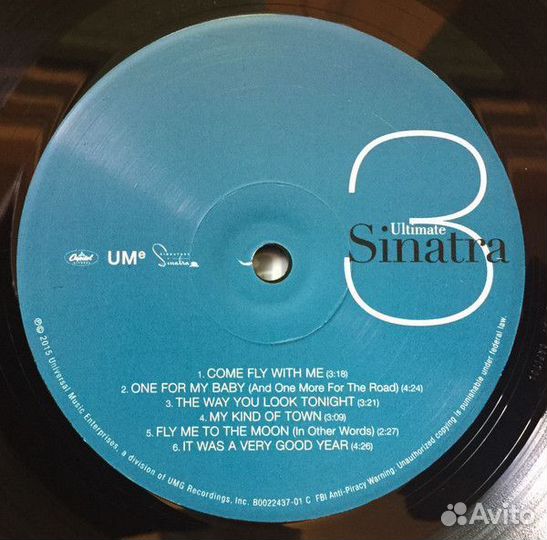 3
Ultimate
Sinatra
Capitol
RECORDS
UMe
SIGNATURE
Sinatra
1. COME FLY WITH ME (3:18)
2. ONE FOR MY BABY (And One More For The Road) (4:24)
3. THE WAY YOU LOOK TONIGHT (3:21)
4. MY KIND OF TOWN (3:09)
5. FLY ME TO THE MOON (In Other Words) (2:27)
6. IT WAS A VERY GOOD YEAR (4:26)
℗© 2015 Universal Music Enterprises, a division of UMG Recordings, Inc. B0022437-01 C FBI Anti-Piracy Warning: Unauthorized copying is punishable under federal law.
Avito